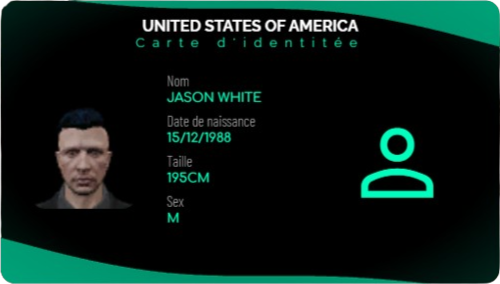 UNITED STATES OF AMERICA
Carte d'identitée
Nom
JASON WHITE
Date de naissance
15/12/1988
Taille
195CM
Sex
M